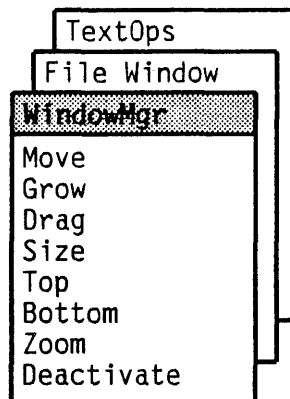 TextOps
File Window
WindowMgr
Move
Grow
Drag
Size
Top
Bottom
Zoom
Deactivate